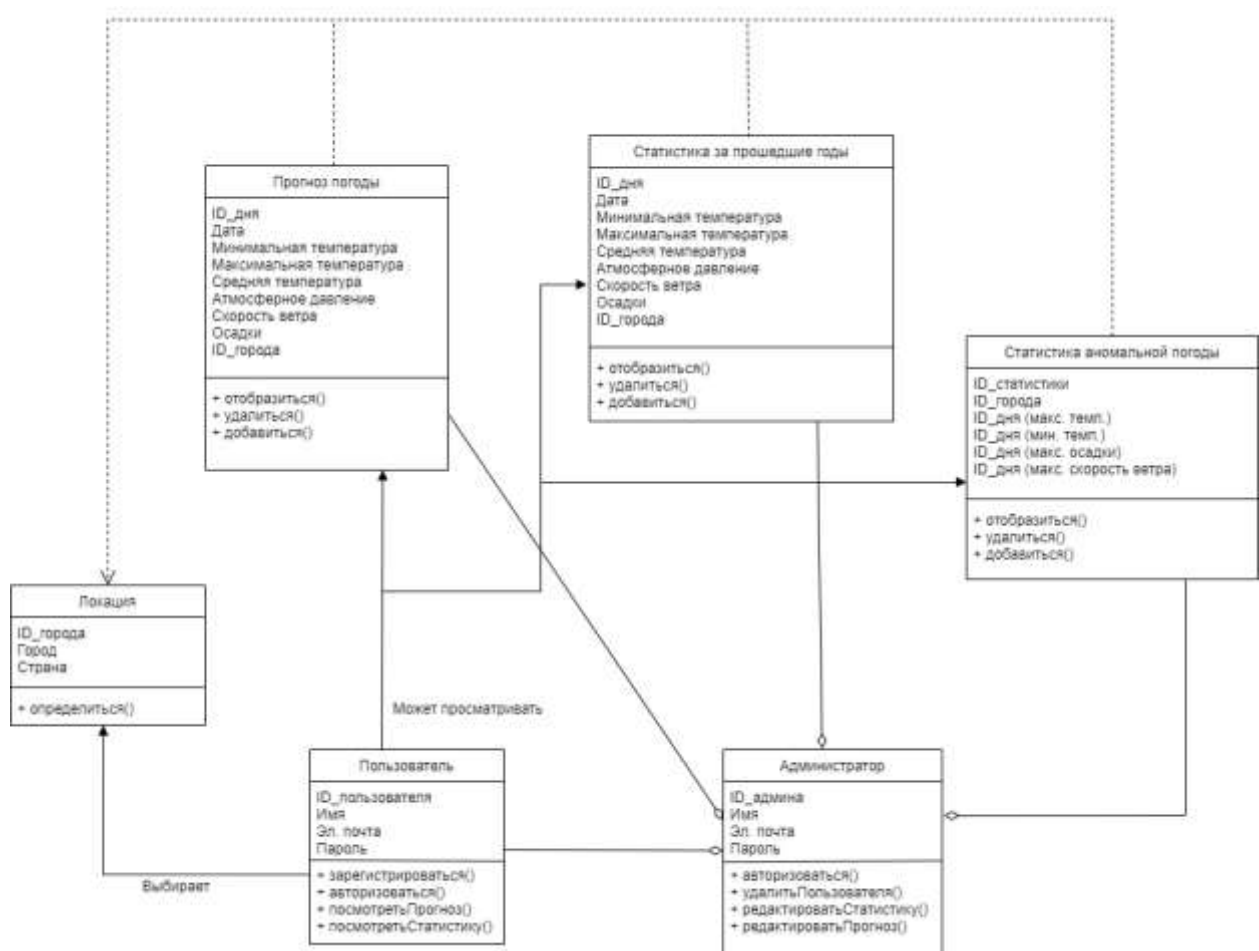 Статистика за прошедшие годы
ID_дня
Дата
Минимальная температура
Максимальная температура
Средняя температура
Атмосферное давление
Скорость ветра
Осадки
ID_города
+ отобразиться()
+ удалиться()
+ добавиться()
Прогноз погоды
ID_дня
Дата
Минимальная температура
Максимальная температура
Средняя температура
Атмосферное давление
Скорость ветра
Осадки
ID_города
+ отобразиться()
+ удалиться()
+ добавиться()
Статистика аномальной погоды
ID_статистики
ID_города
ID_дня (макс. темп.)
ID_дня (мин. темп.)
ID_дня (макс. осадки)
ID_дня (макс. скорость ветра)
+ отобразиться()
+ удалиться()
+ добавиться()
Локация
ID_города
Город
Страна
+ определиться()
Может просматривать
Выбирает
Пользователь
ID_пользователя
Имя
Эл. почта
Пароль
+ зарегистрироваться()
+ авторизоваться()
+ посмотретьПрогноз()
+ посмотретьСтатистику()
Администратор
ID_админа
Имя
Эл. почта
Пароль
+ авторизоваться()
+ удалитьПользователя()
+ редактироватьСтатистику()
+ редактироватьПрогноз()